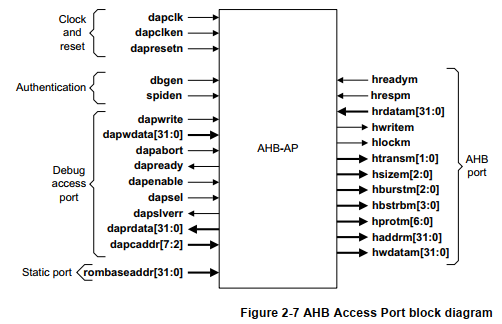 Clock
and
reset
dapclk
dapclken
dapresetn
Authentication
dbgen
spiden
Debug
access
port
dapwrite
dapwdata[31:0]
dapabort
dapready
dapenable
dapsel
dapslverr
daprdata[31:0]
dapcaddr[7:2]
Static port
rombaseaddr[31:0]
AHB-AP
hreadym
hrespm
hrdatam[31:0]
hwritem
hlockm
htransm[1:0]
hsizem[2:0]
hburstm[2:0]
hbstrbm[3:0]
hprotm[6:0]
haddrm[31:0]
hwdatam[31:0]
AHB
port
Figure 2-7 AHB Access Port block diagram